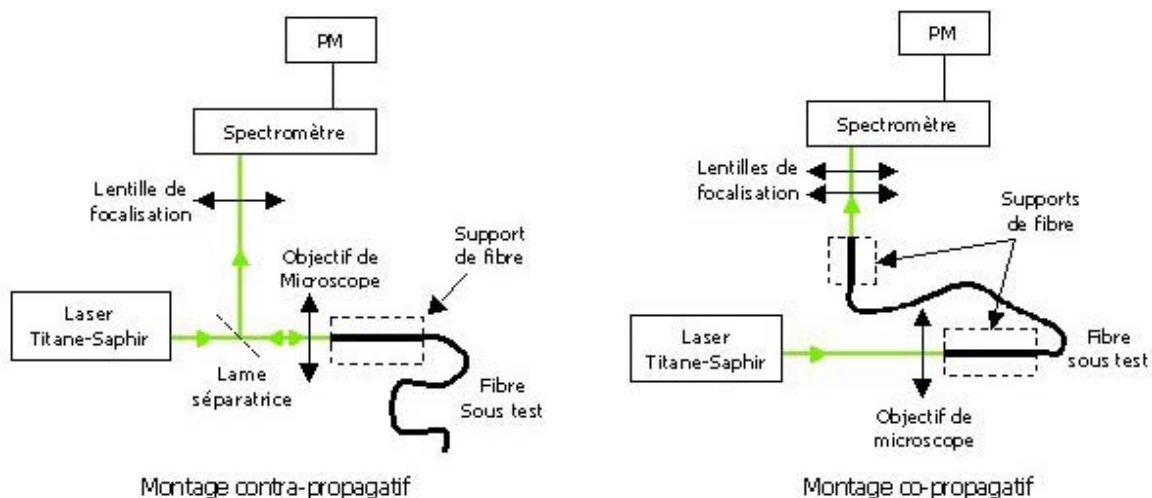 PM
Spectromètre
Lentille de
focalisation
Objectif de
Microscope
Support
de fibre
Laser
Titane-Saphir
Lame
séparatrice
Fibre
Sous test
Montage contra-propagatif
PM
Spectromètre
Lentilles de
focalisation
Supports
de fibre
Laser
Titane-Saphir
Fibre
sous test
Objectif de
microscope
Montage co-propagatif